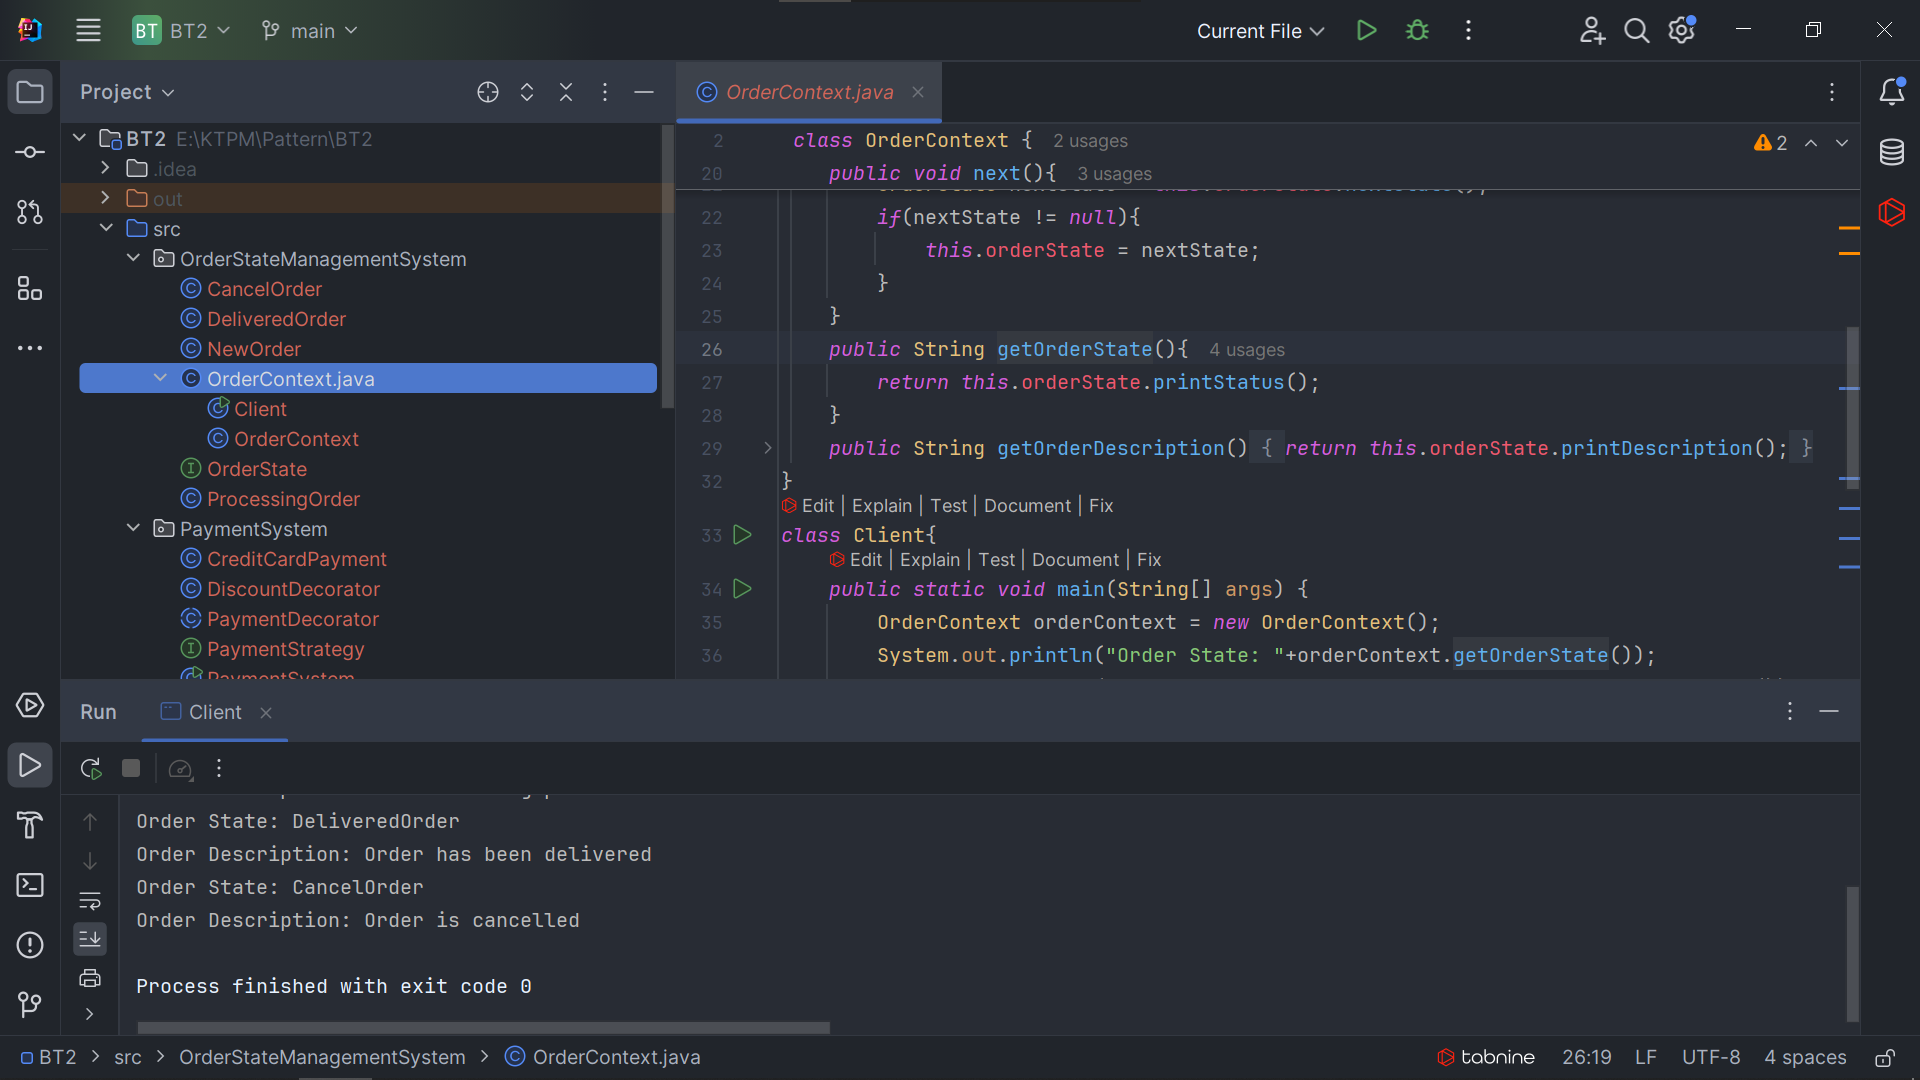 BT BT2 main Current File
Project
OrderContext.java
BT2 E:\KTPM\Pattern\BT2
.idea
out
src
OrderStateManagementSystem
CancelOrder
DeliveredOrder
NewOrder
OrderContext.java
Client
OrderContext
OrderState
ProcessingOrder
PaymentSystem
CreditCardPayment
DiscountDecorator
PaymentDecorator
PaymentStrategy
PaymentSystem
2 class OrderContext { 2 usages
2
20 public void next(){ 3 usages
22 if(nextState != null){
23 this.orderState = nextState;
24 }
25 }
26 public String getOrderState(){ 4 usages
27 return this.orderState.printStatus();
28 }
29 public String getOrderDescription() { return this.orderState.printDescription(); }
32 }
Edit | Explain | Test | Document | Fix
33 class Client{
Edit | Explain | Test | Document | Fix
34 public static void main(String[] args) {
35 OrderContext orderContext = new OrderContext();
36 System.out.println("Order State: "+orderContext.getOrderState());
Run Client
Order State: DeliveredOrder
Order Description: Order has been delivered
Order State: CancelOrder
Order Description: Order is cancelled
Process finished with exit code 0
BT2 > src > OrderStateManagementSystem > OrderContext.java
tabnine 26:19 LF UTF-8 4 spaces